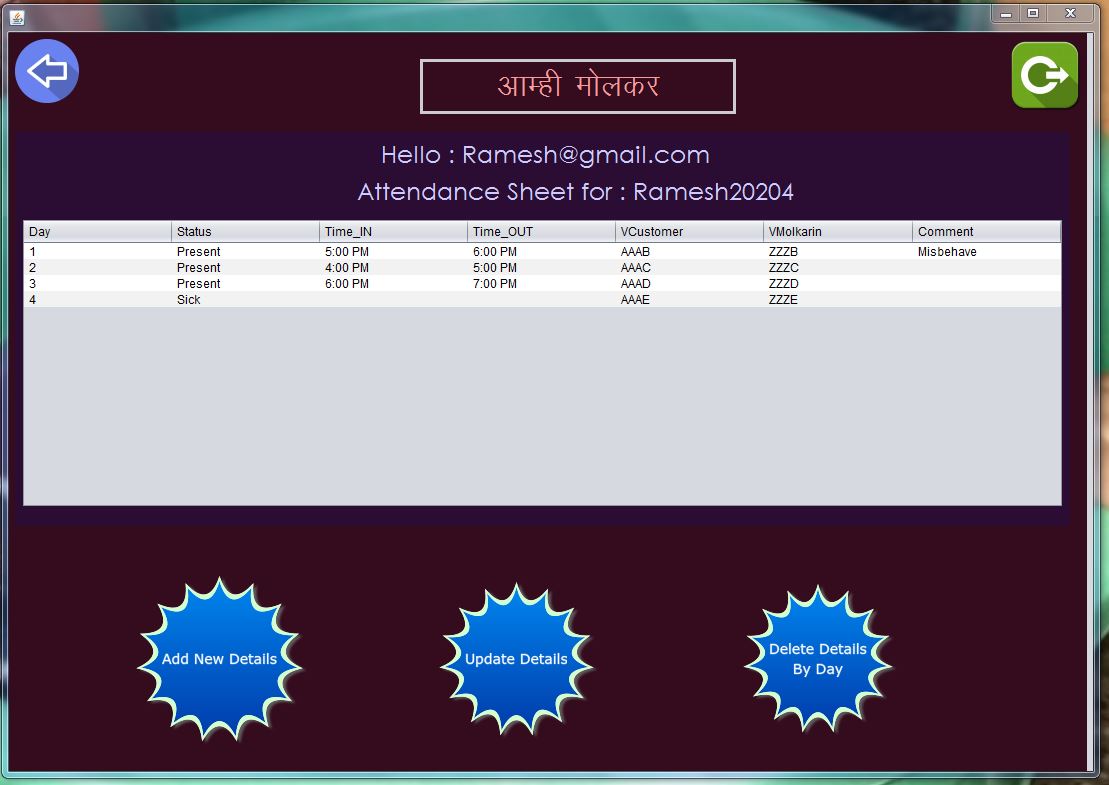 आम्ही मोलकर
Hello : Ramesh@gmail.com
Attendance Sheet for : Ramesh20204
Day Status Time_IN Time_OUT VCustomer VMolkarin Comment
1 Present 5:00 PM 6:00 PM AAAB ZZZB Misbehave
2 Present 4:00 PM 5:00 PM AAAC ZZZC
3 Present 6:00 PM 7:00 PM AAAD ZZZD
4 Sick AAAE ZZZE
Add New Details
Update Details
Delete Details
By Day